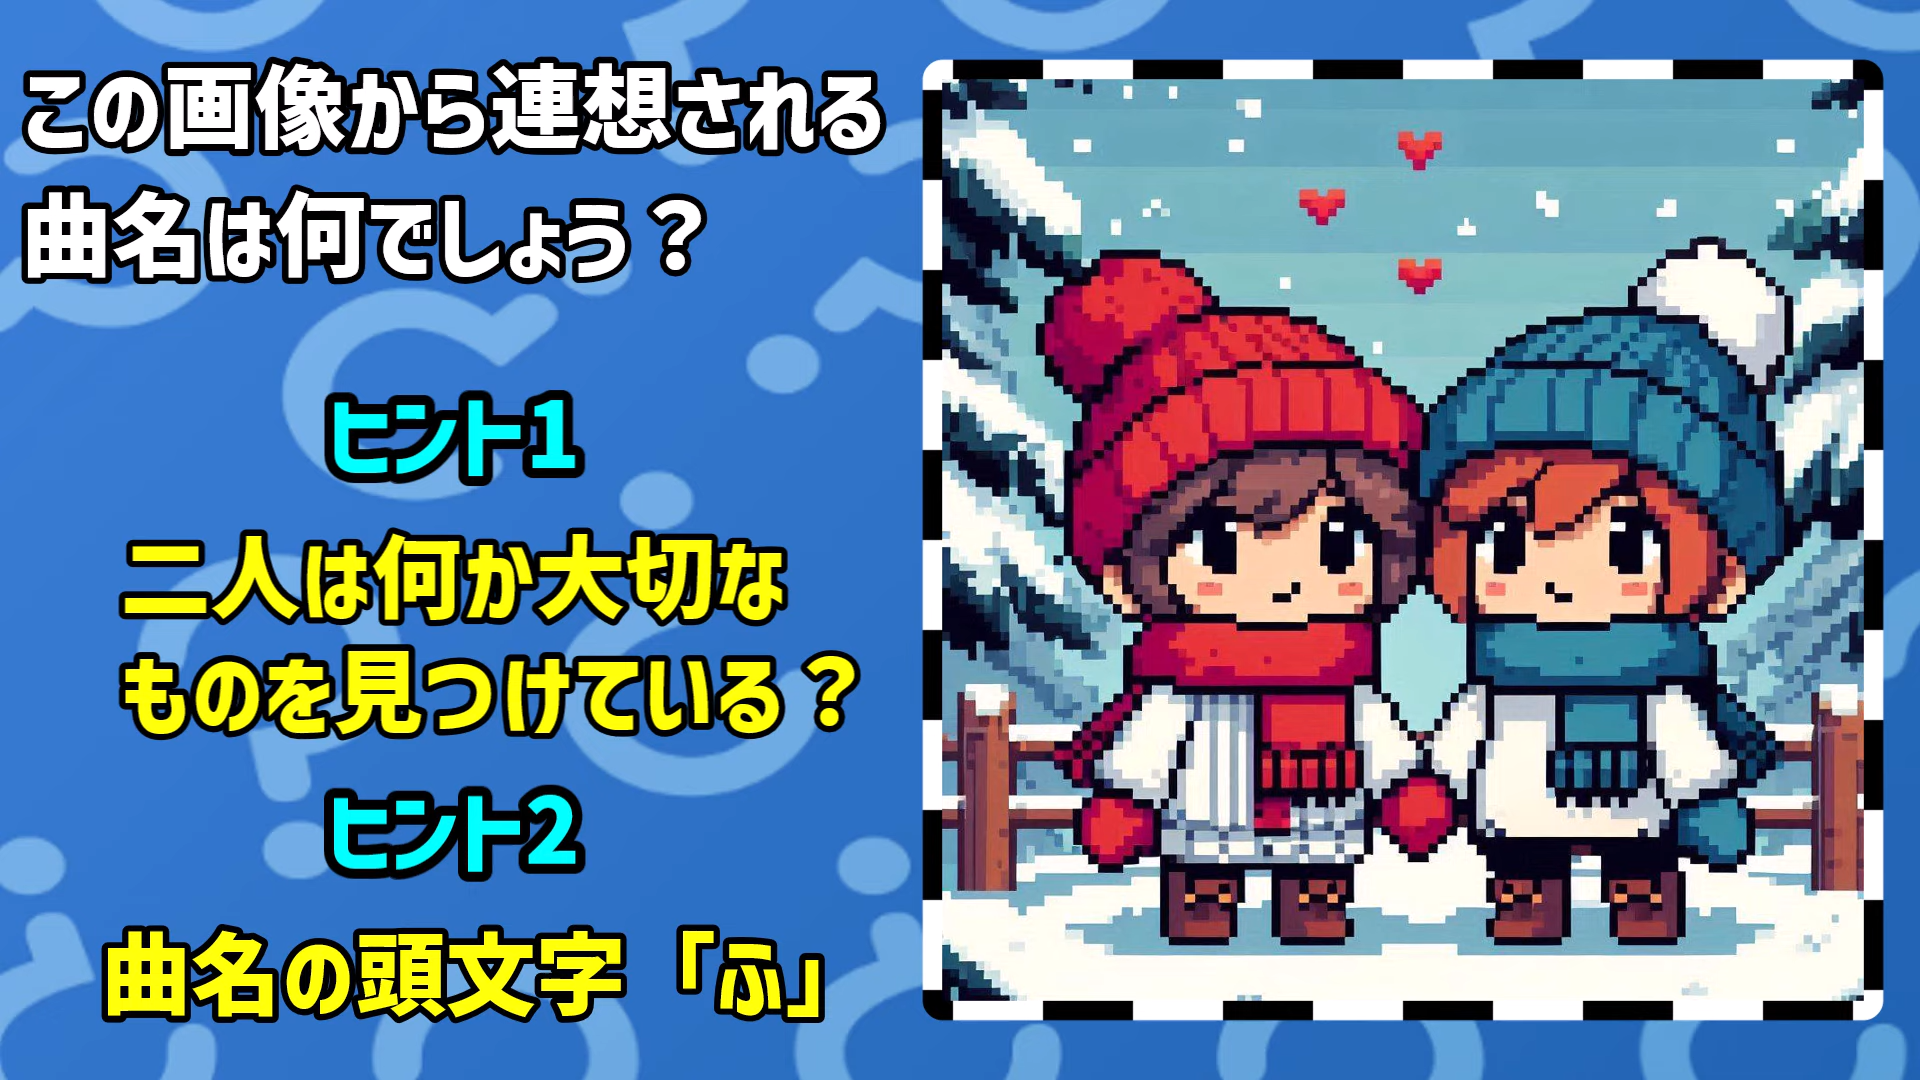 この画像から連想される
曲名は何でしょう？
ヒント1
二人は何か大切な
ものを見つけている？
ヒント2
曲名の頭文字「ふ」